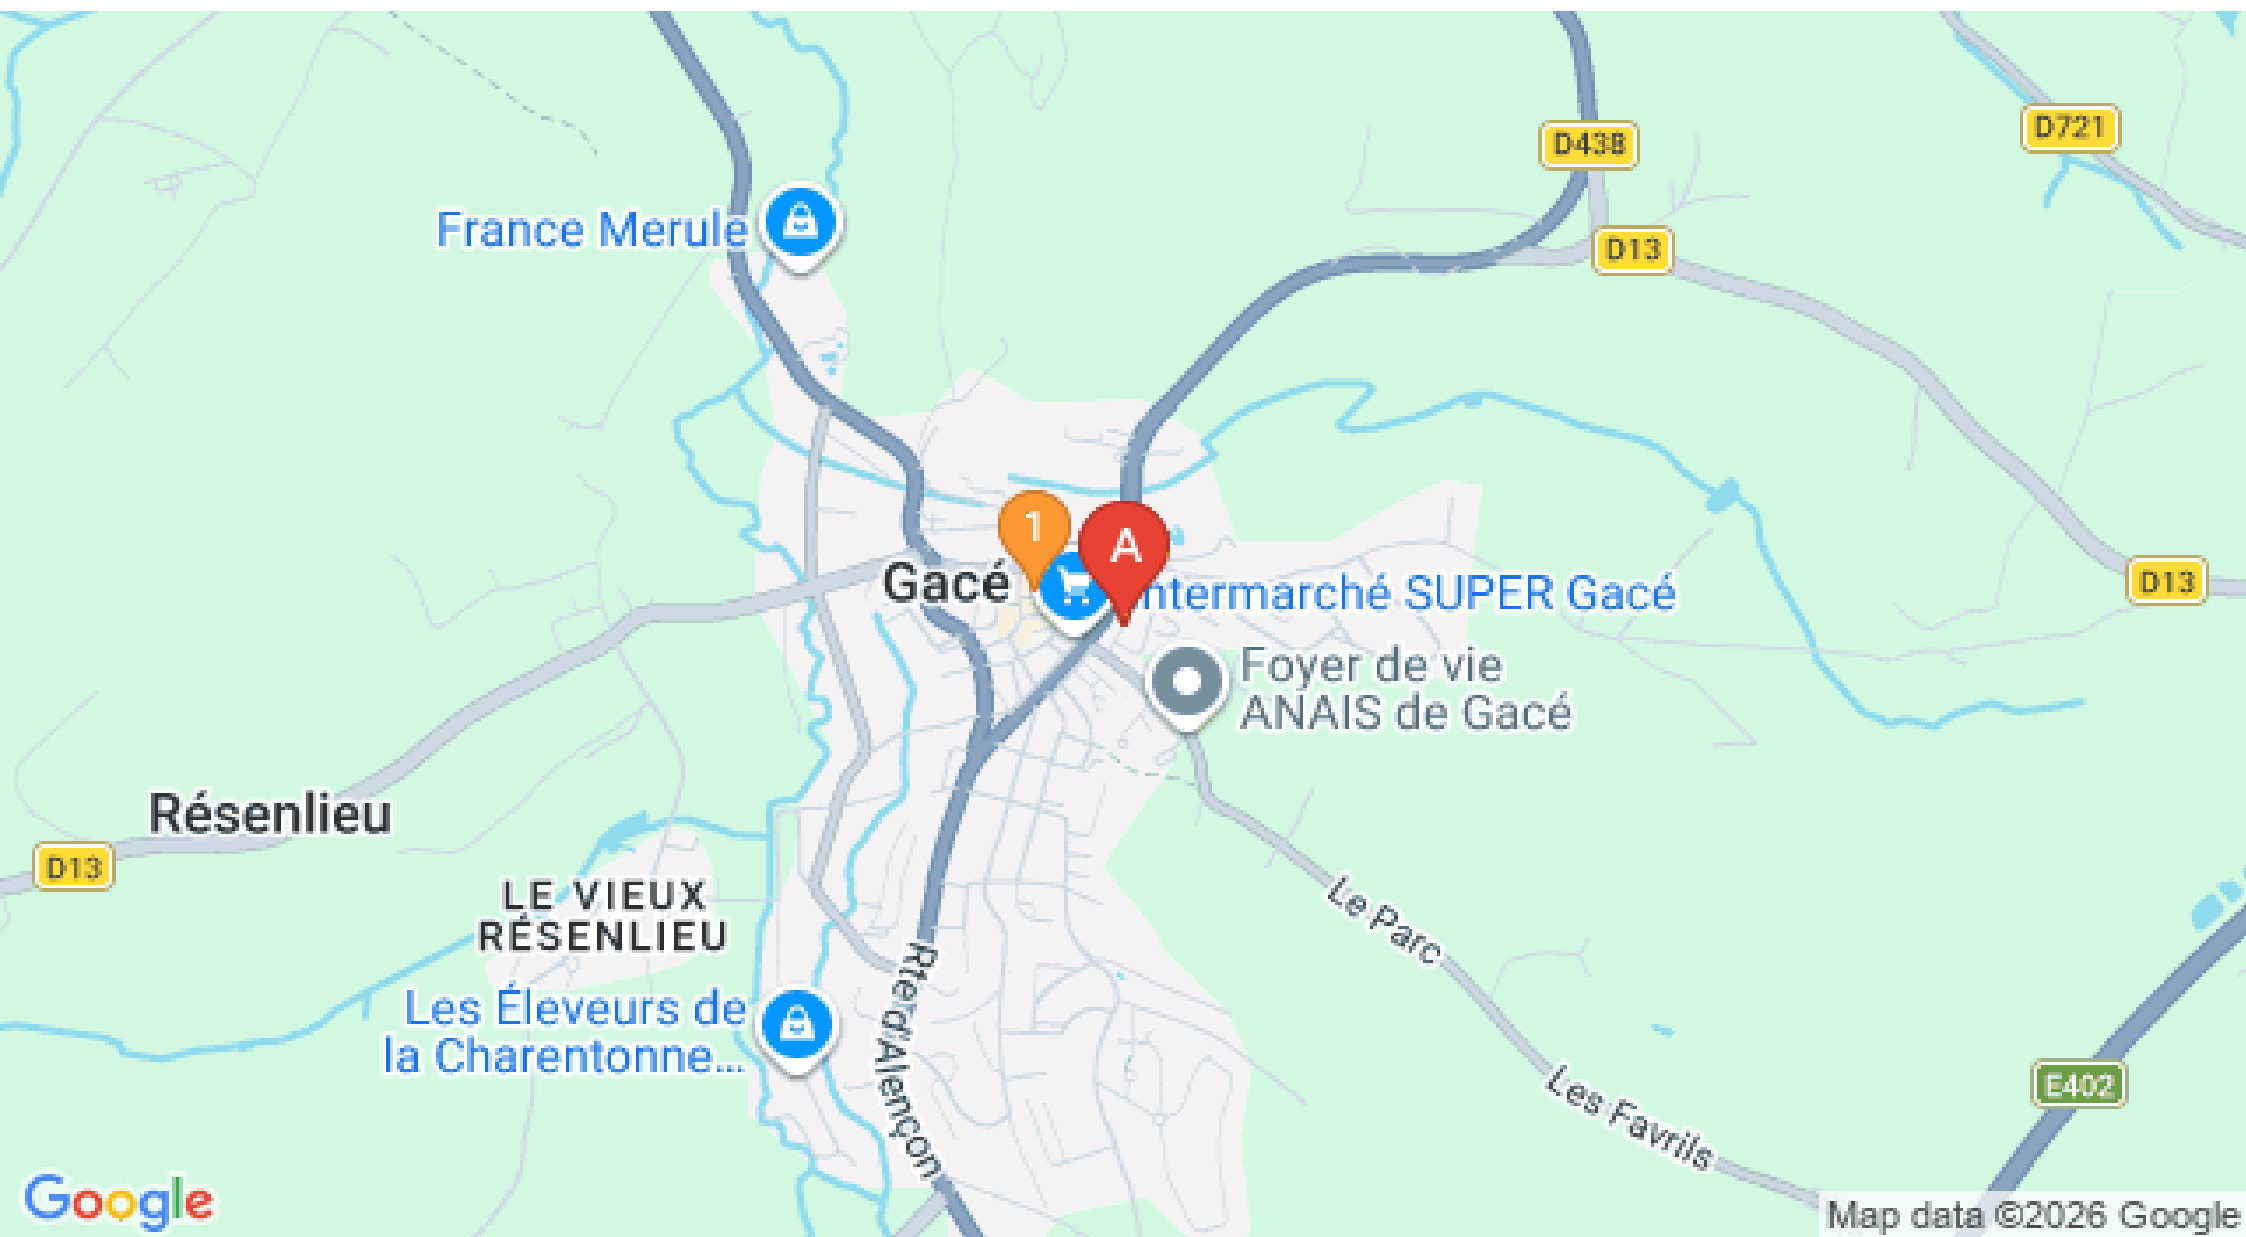 D721
D438
France Merule
D13
1
A
Gacé
ntermarché SUPER Gacé
D13
Foyer de vie
ANAIS de Gacé
Résenlieu
D13
LE VIEUX
RÉSENLIEU
Le Parc
Rte d'Alençon
Les Éleveurs de
la Charentonne...
E402
Les Favrils
Google
Map data ©2026 Google